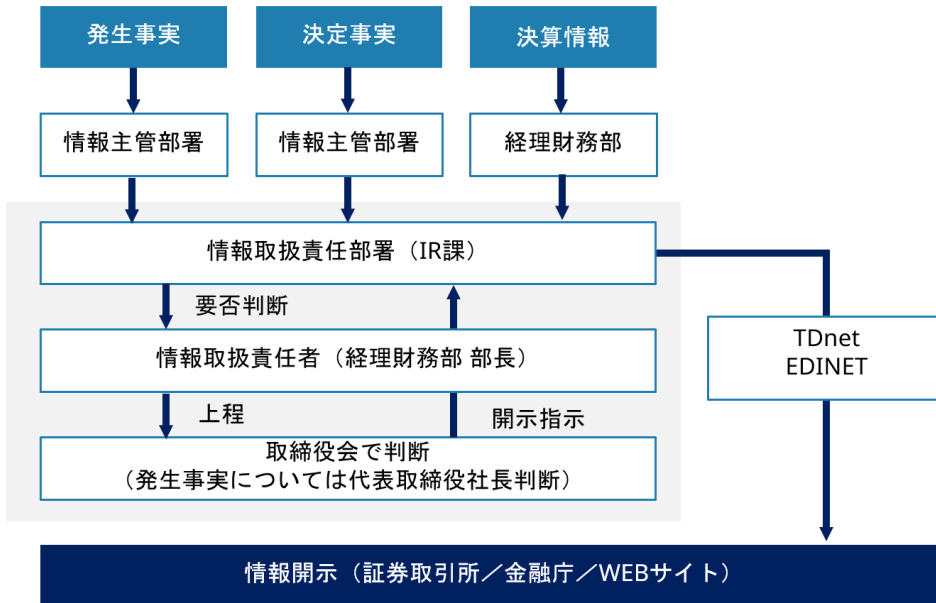 発生事実
決定事実
決算情報
情報主管部署
情報主管部署
経理財務部
情報取扱責任部署（IR課）
要否判断
情報取扱責任者（経理財務部 部長）
上程
開示指示
取締役会で判断
（発生事実については代表取締役社長判断）
TDnet
EDINET
情報開示（証券取引所／金融庁／WEBサイト）